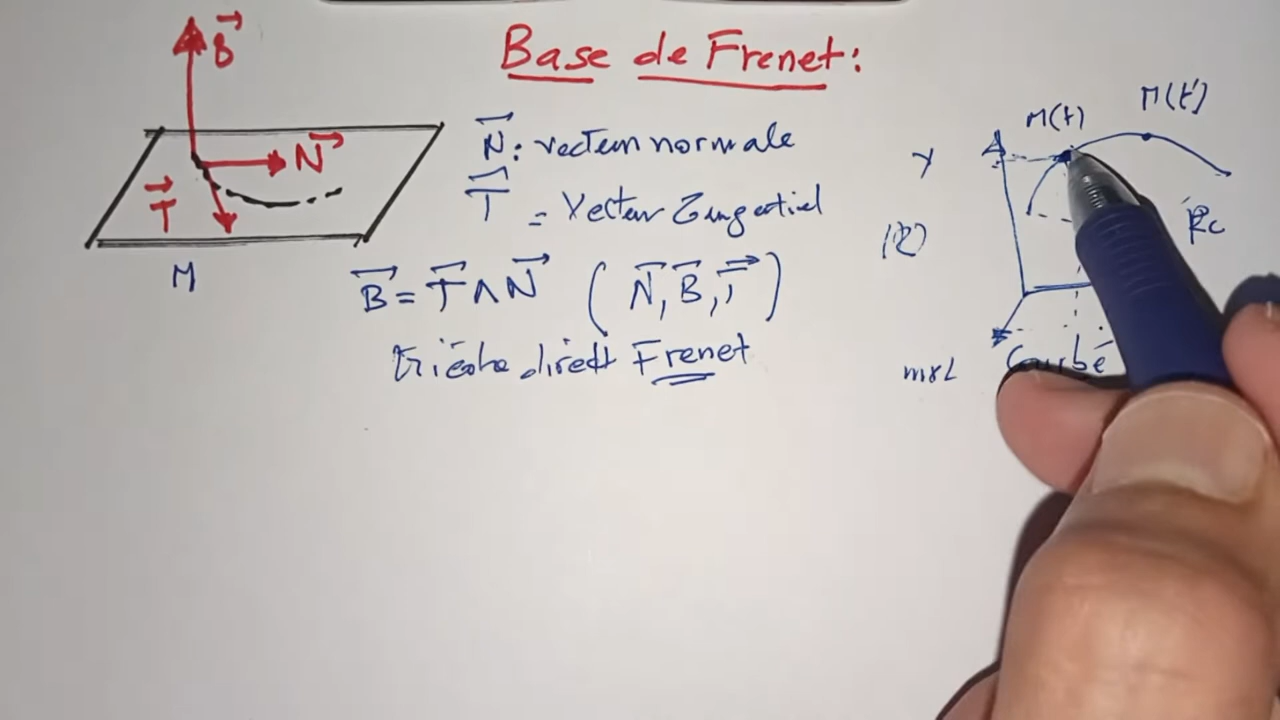 Base de Frenet:
B
N
T
M
N: vecteur normale
T = Vecteur Tangentiel
B = T ∧ N (N, B, T)
trièdre direct Frenet
M(t)
M(t')
Y
(R)
Rc
Courbé